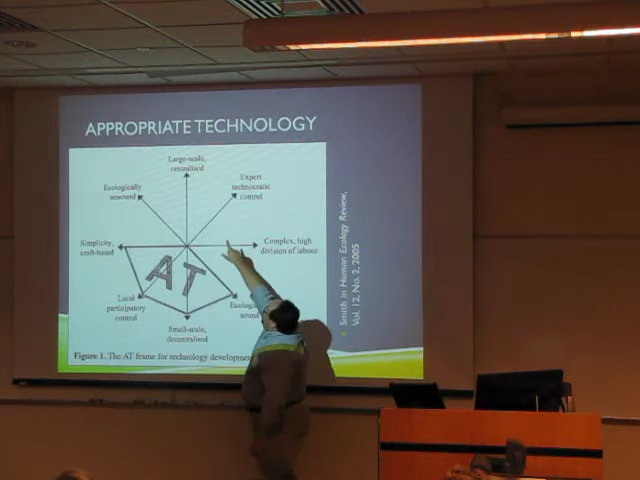 APPROPRIATE TECHNOLOGY
Large-scale,
centralised
Ecologically
unsound
Expert
technocratic
control
Simplicity,
craft-based
Complex, high
division of labour
AT
Local
participatory
control
sound
Small-scale,
decentralised
Figure 1. The AT frame for technology
Smith in Human Ecology Review,
Vol. 12, No. 2, 2005